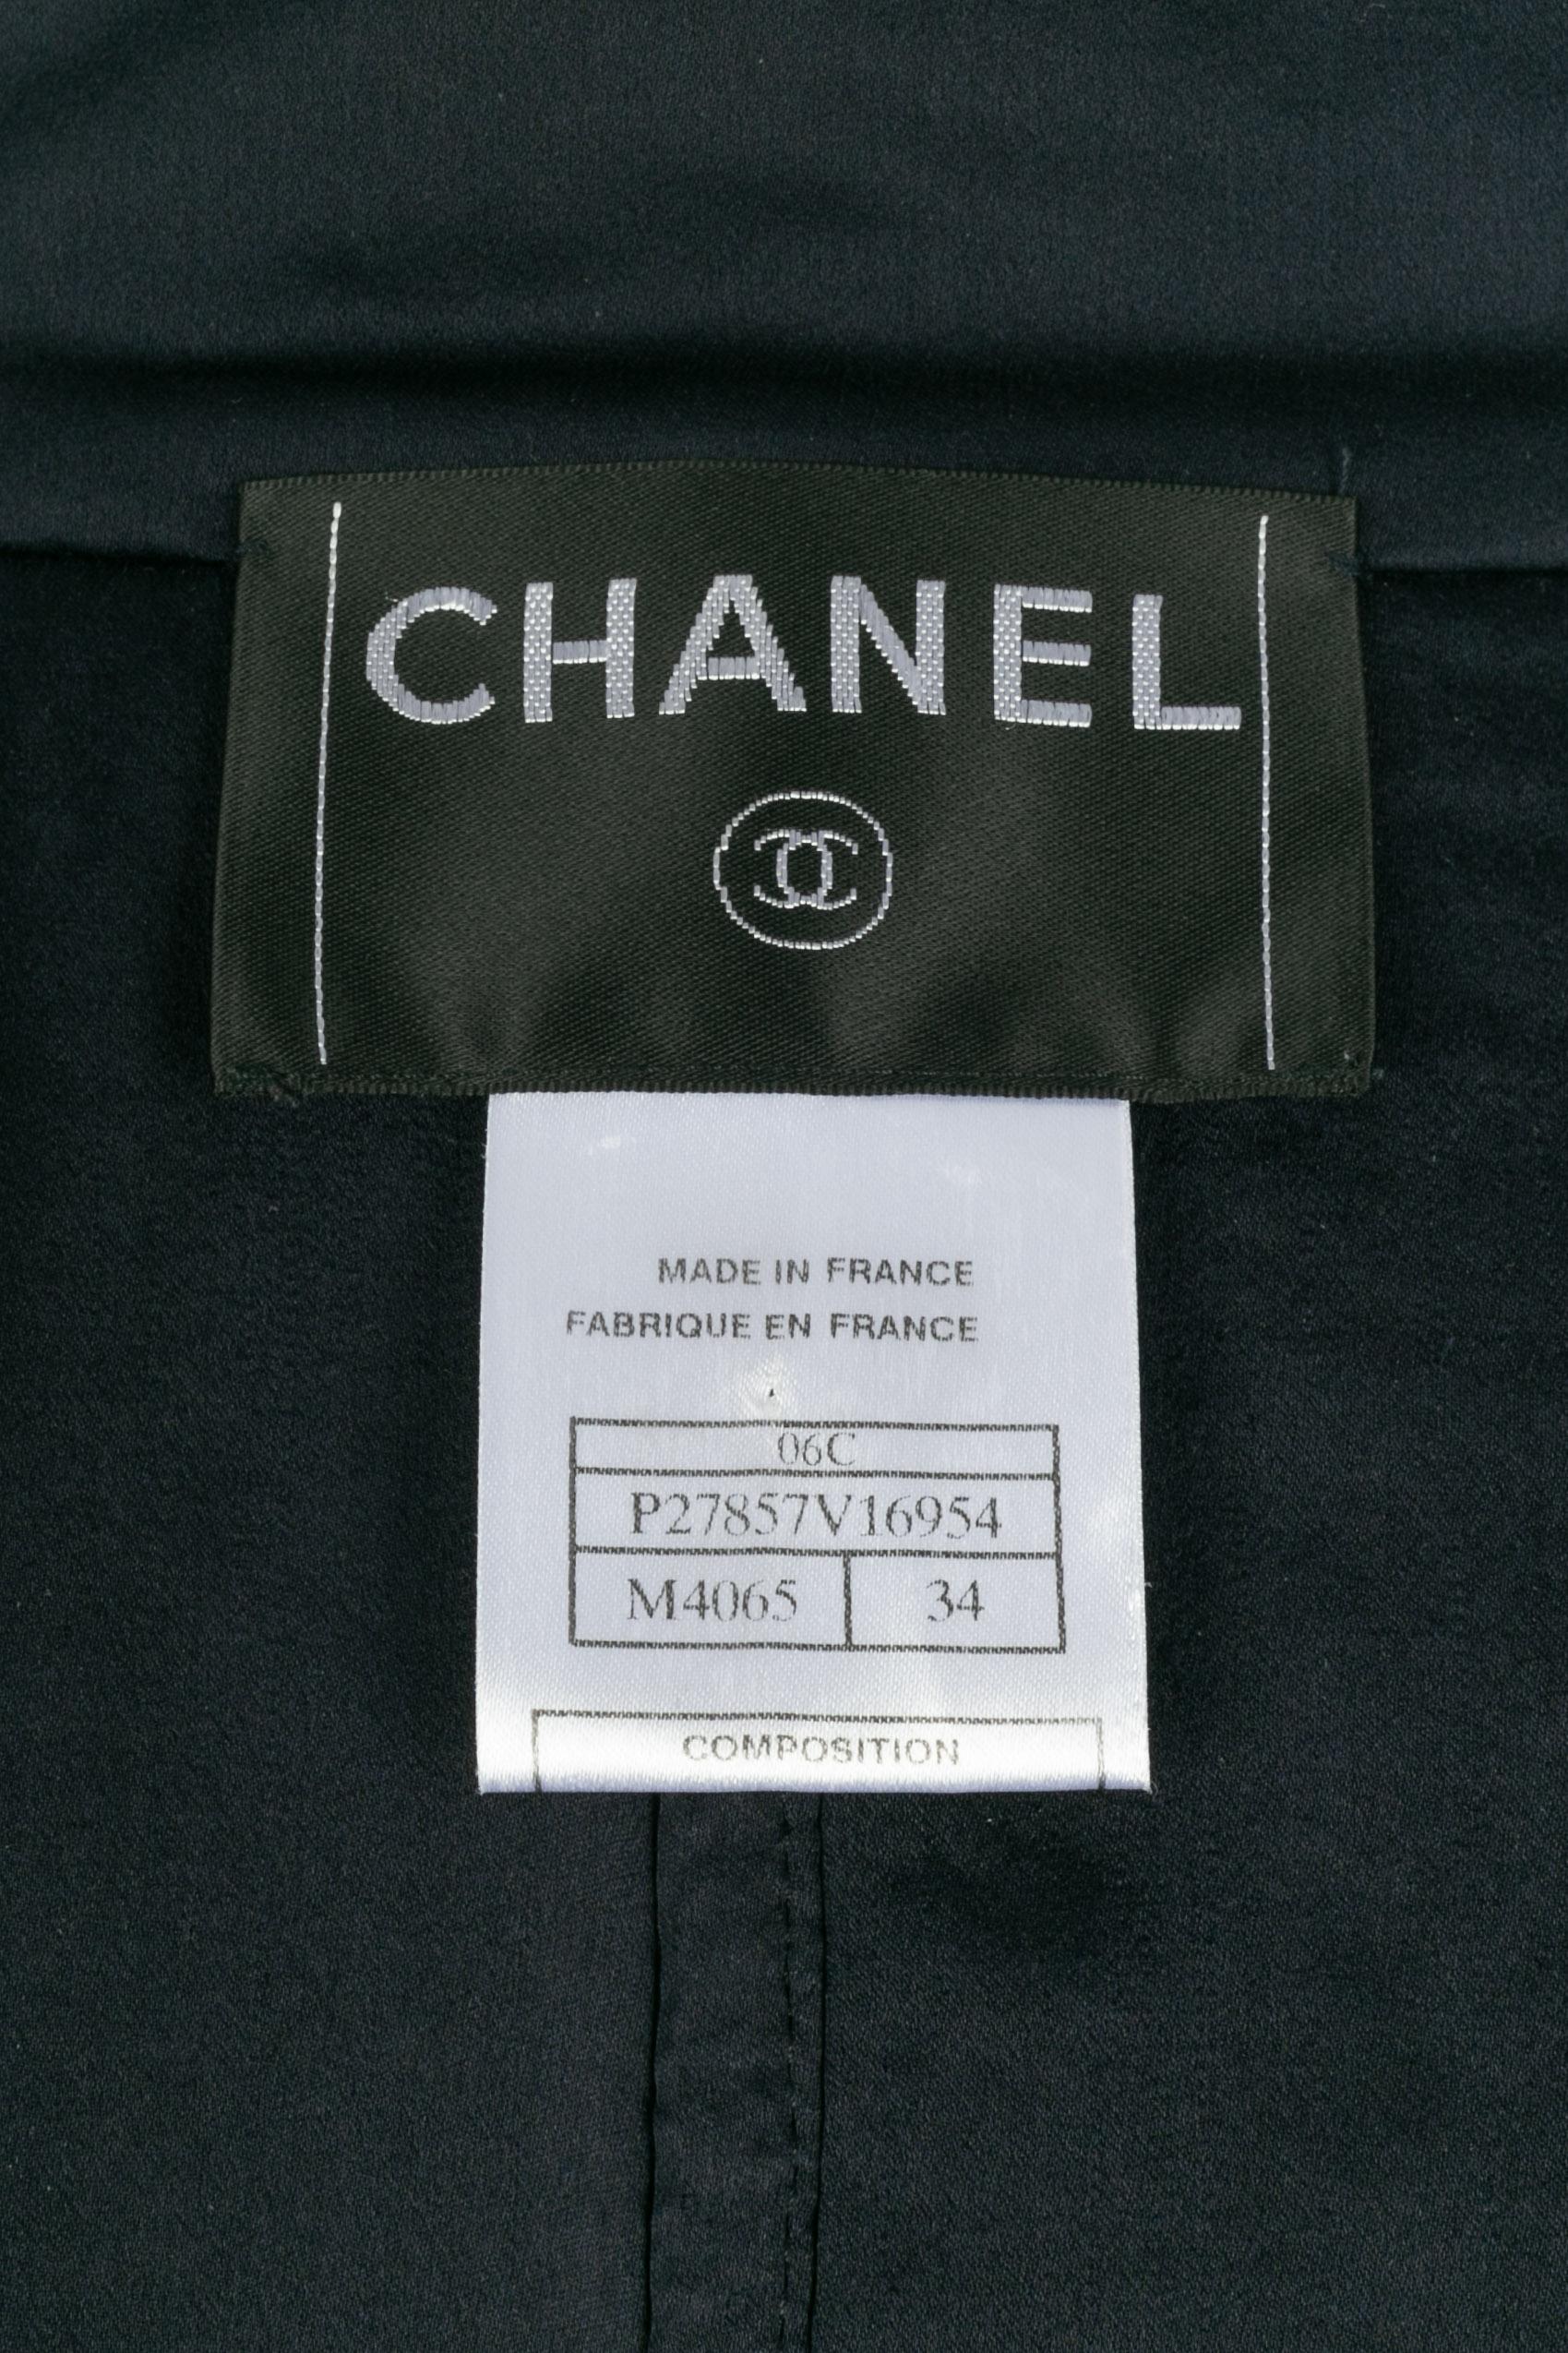 CHANEL
MADE IN FRANCE
FABRIQUE EN FRANCE
06C
P27857V16954
M4065 34
COMPOSITION